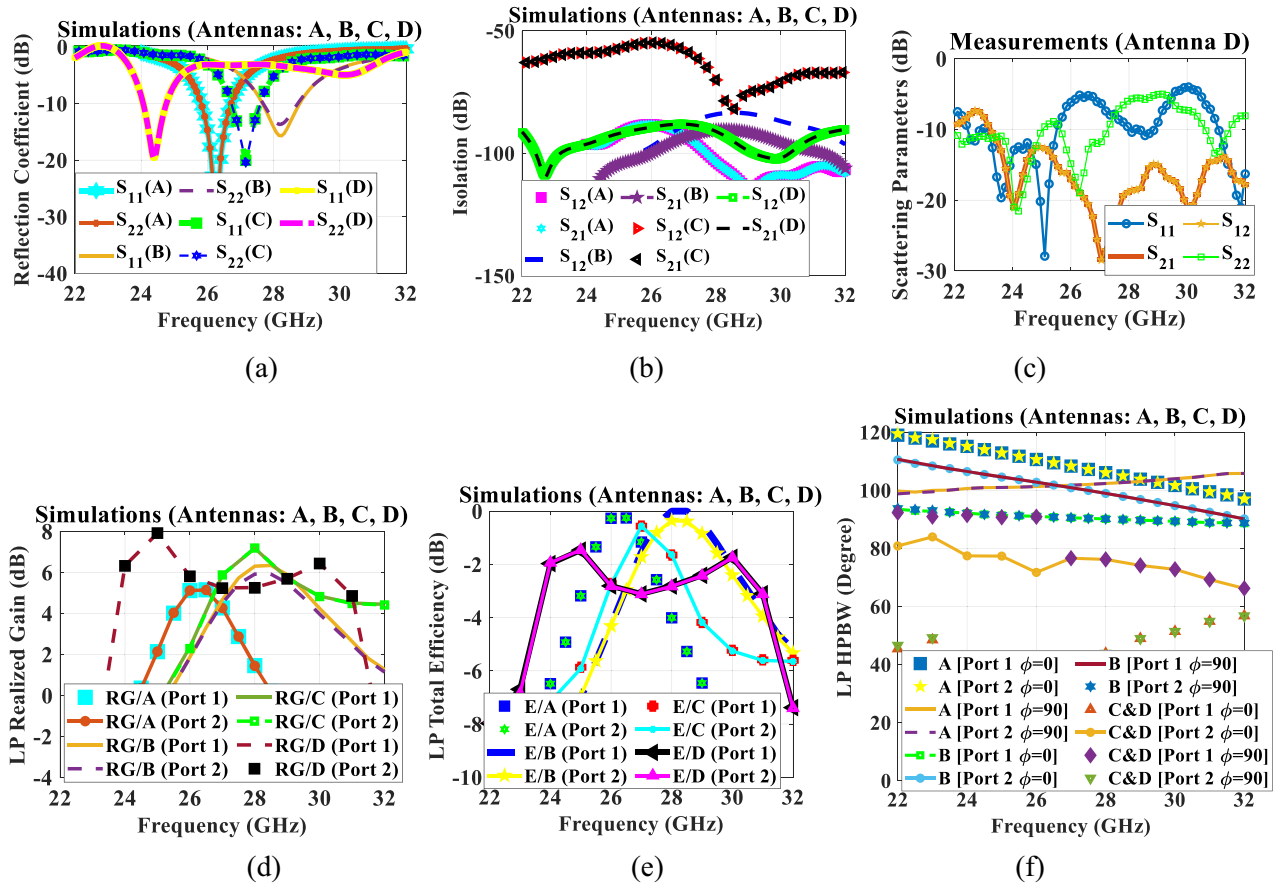 Simulations (Antennas: A, B, C, D)
Reflection Coefficient (dB)
0
-10
-20
-30
-40
S11(A)
S22(A)
S11(B)
S22(B)
S11(C)
S22(C)
S11(D)
S22(D)
22 24 26 28 30 32
Frequency (GHz)
(a)
Simulations (Antennas: A, B, C, D)
Isolation (dB)
-50
-100
-150
S12(A)
S21(A)
S12(B)
S21(B)
S12(C)
S21(C)
S12(D)
S21(D)
22 24 26 28 30 32
Frequency (GHz)
(b)
Measurements (Antenna D)
Scattering Parameters (dB)
0
-10
-20
-30
S11
S21
S12
S22
22 24 26 28 30 32
Frequency (GHz)
(c)
Simulations (Antennas: A, B, C, D)
LP Realized Gain (dB)
8
6
4
2
0
2
4
RG/A (Port 1)
RG/A (Port 2)
RG/B (Port 1)
RG/B (Port 2)
RG/C (Port 1)
RG/C (Port 2)
RG/D (Port 1)
RG/D (Port 2)
22 24 26 28 30 32
Frequency (GHz)
(d)
Simulations (Antennas: A, B, C, D)
LP Total Efficiency (dB)
0
-2
-4
-6
-8
-10
E/A (Port 1)
E/A (Port 2)
E/B (Port 1)
E/B (Port 2)
E/C (Port 1)
E/C (Port 2)
E/D (Port 1)
E/D (Port 2)
22 24 26 28 30 32
Frequency (GHz)
(e)
Simulations (Antennas: A, B, C, D)
LP HPBW (Degree)
120
100
80
60
40
20
0
A [Port 1 ϕ=0]
A [Port 2 ϕ=0]
A [Port 1 ϕ=90]
A [Port 2 ϕ=90]
B [Port 1 ϕ=0]
B [Port 2 ϕ=0]
B [Port 1 ϕ=90]
B [Port 2 ϕ=90]
C&D [Port 1 ϕ=0]
C&D [Port 2 ϕ=0]
C&D [Port 1 ϕ=90]
C&D [Port 2 ϕ=90]
22 24 26 28 30 32
Frequency (GHz)
(f)